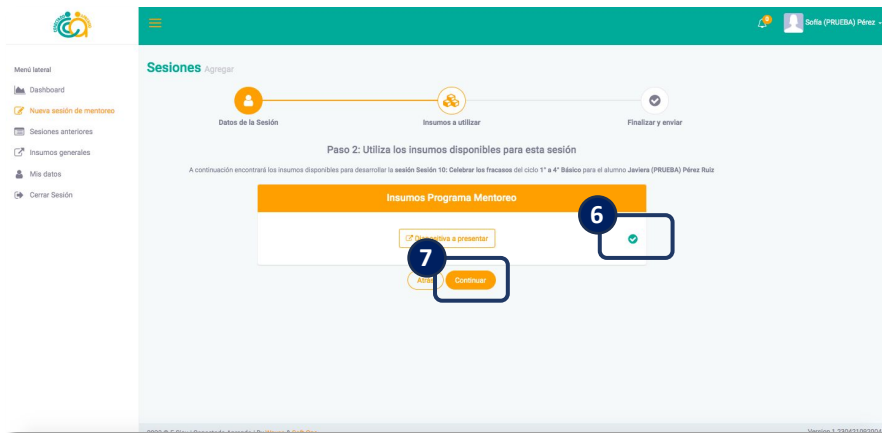 0
Sofía (PRUEBA) Pérez
Menú lateral
Dashboard
Nueva sesión de mentoreo
Sesiones anteriores
Insumos generales
Mis datos
Cerrar Sesión
Sesiones Agregar
Datos de la Sesión
Insumos a utilizar
Finalizar y enviar
Paso 2: Utiliza los insumos disponibles para esta sesión
A continuación encontrará los insumos disponibles para desarrollar la sesión Sesión 10: Celebrar los fracasos del ciclo 1° a 4° Básico para el alumno Javiera (PRUEBA) Pérez Ruiz
Insumos Programa Mentoreo
6
Diapositiva a presentar
7
Atrás
Continuar